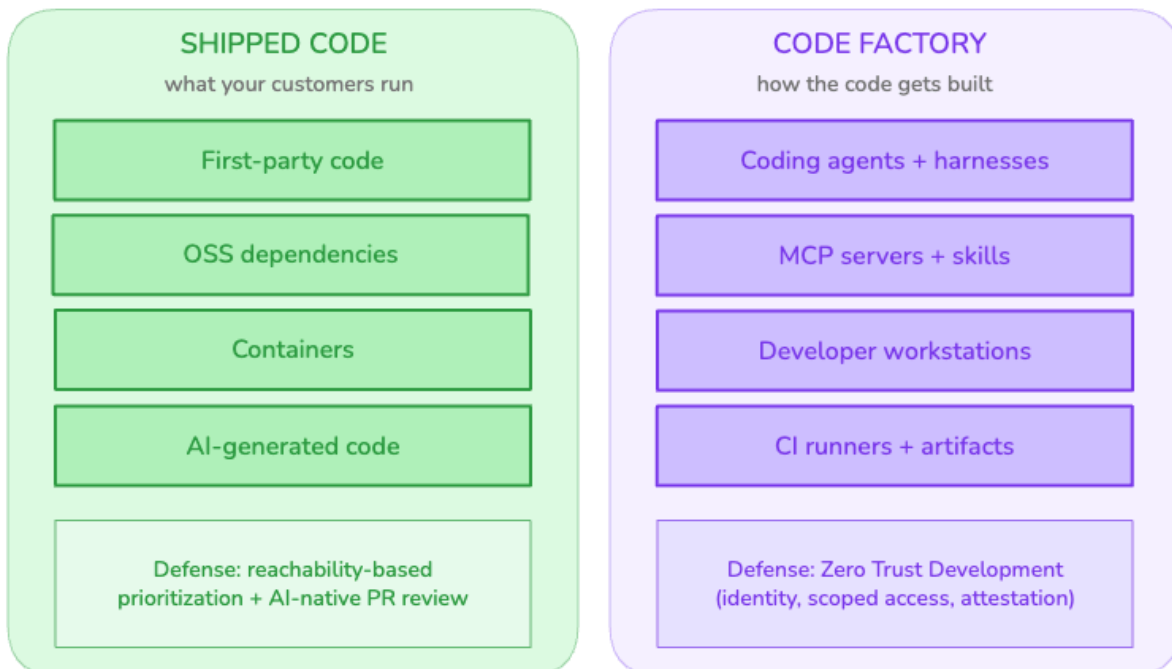 SHIPPED CODE
what your customers run
First-party code
OSS dependencies
Containers
AI-generated code
Defense: reachability-based
prioritization + AI-native PR review
CODE FACTORY
how the code gets built
Coding agents + harnesses
MCP servers + skills
Developer workstations
CI runners + artifacts
Defense: Zero Trust Development
(identity, scoped access, attestation)